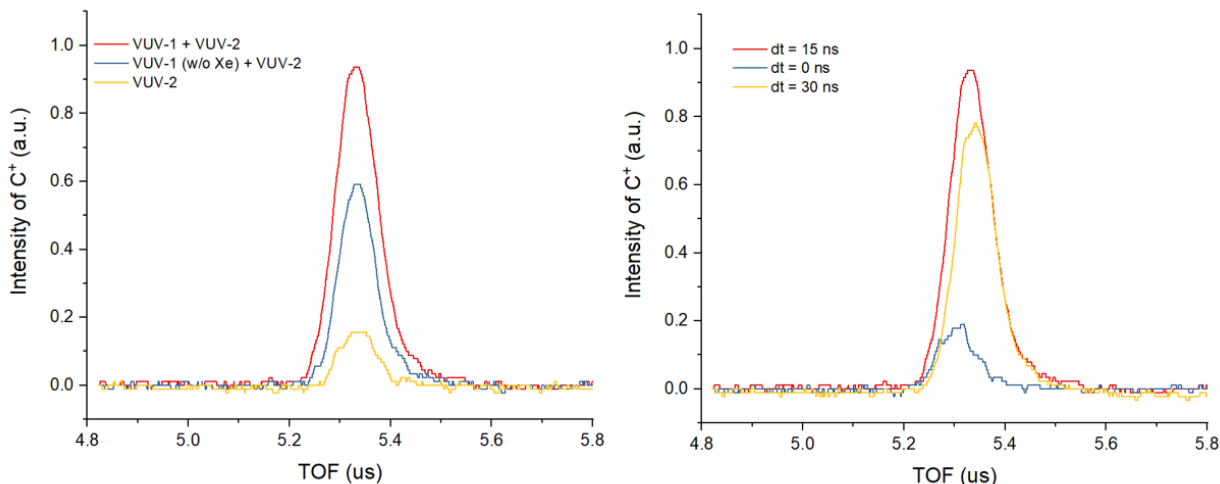 VUV-1 + VUV-2
VUV-1 (w/o Xe) + VUV-2
VUV-2
Intensity of C⁺ (a.u.)
1.0
0.8
0.6
0.4
0.2
0.0
4.8 5.0 5.2 5.4 5.6 5.8
TOF (us)
dt = 15 ns
dt = 0 ns
dt = 30 ns
Intensity of C⁺ (a.u.)
1.0
0.8
0.6
0.4
0.2
0.0
4.8 5.0 5.2 5.4 5.6 5.8
TOF (us)